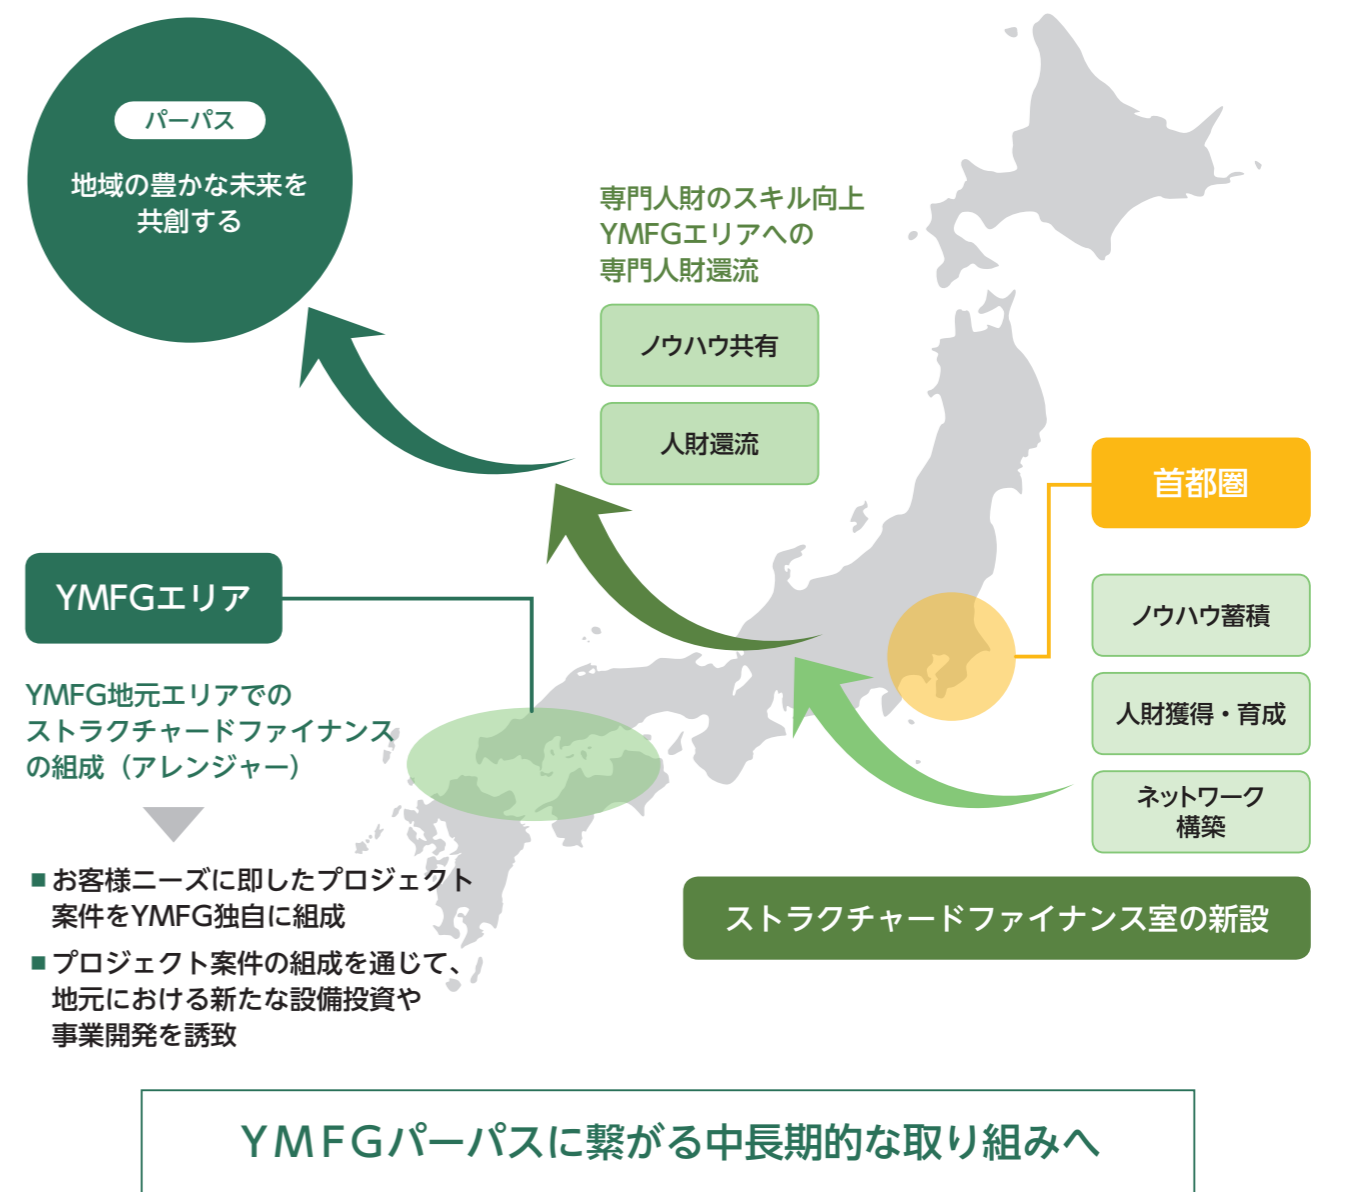 パーパス
地域の豊かな未来を
共創する
専門人財のスキル向上
YMFGエリアへの
専門人財還流
ノウハウ共有
人財還流
首都圏
ノウハウ蓄積
人財獲得・育成
ネットワーク
構築
ストラクチャードファイナンス室の新設
YMFGエリア
YMFG地元エリアでの
ストラクチャードファイナンス
の組成（アレンジャー）
■お客様ニーズに即したプロジェクト
案件をYMFG独自に組成
■プロジェクト案件の組成を通じて、
地元における新たな設備投資や
事業開発を誘致
YMFGパーパスに繋がる中長期的な取り組みへ